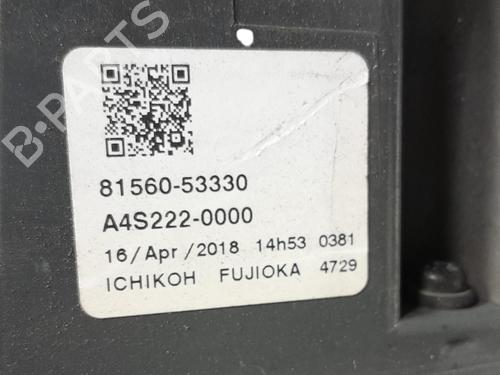 B-PARTS
81560-53330
A4S222-0000
16/Apr/2018 14h53 0381
ICHIKOH FUJIOKA 4729